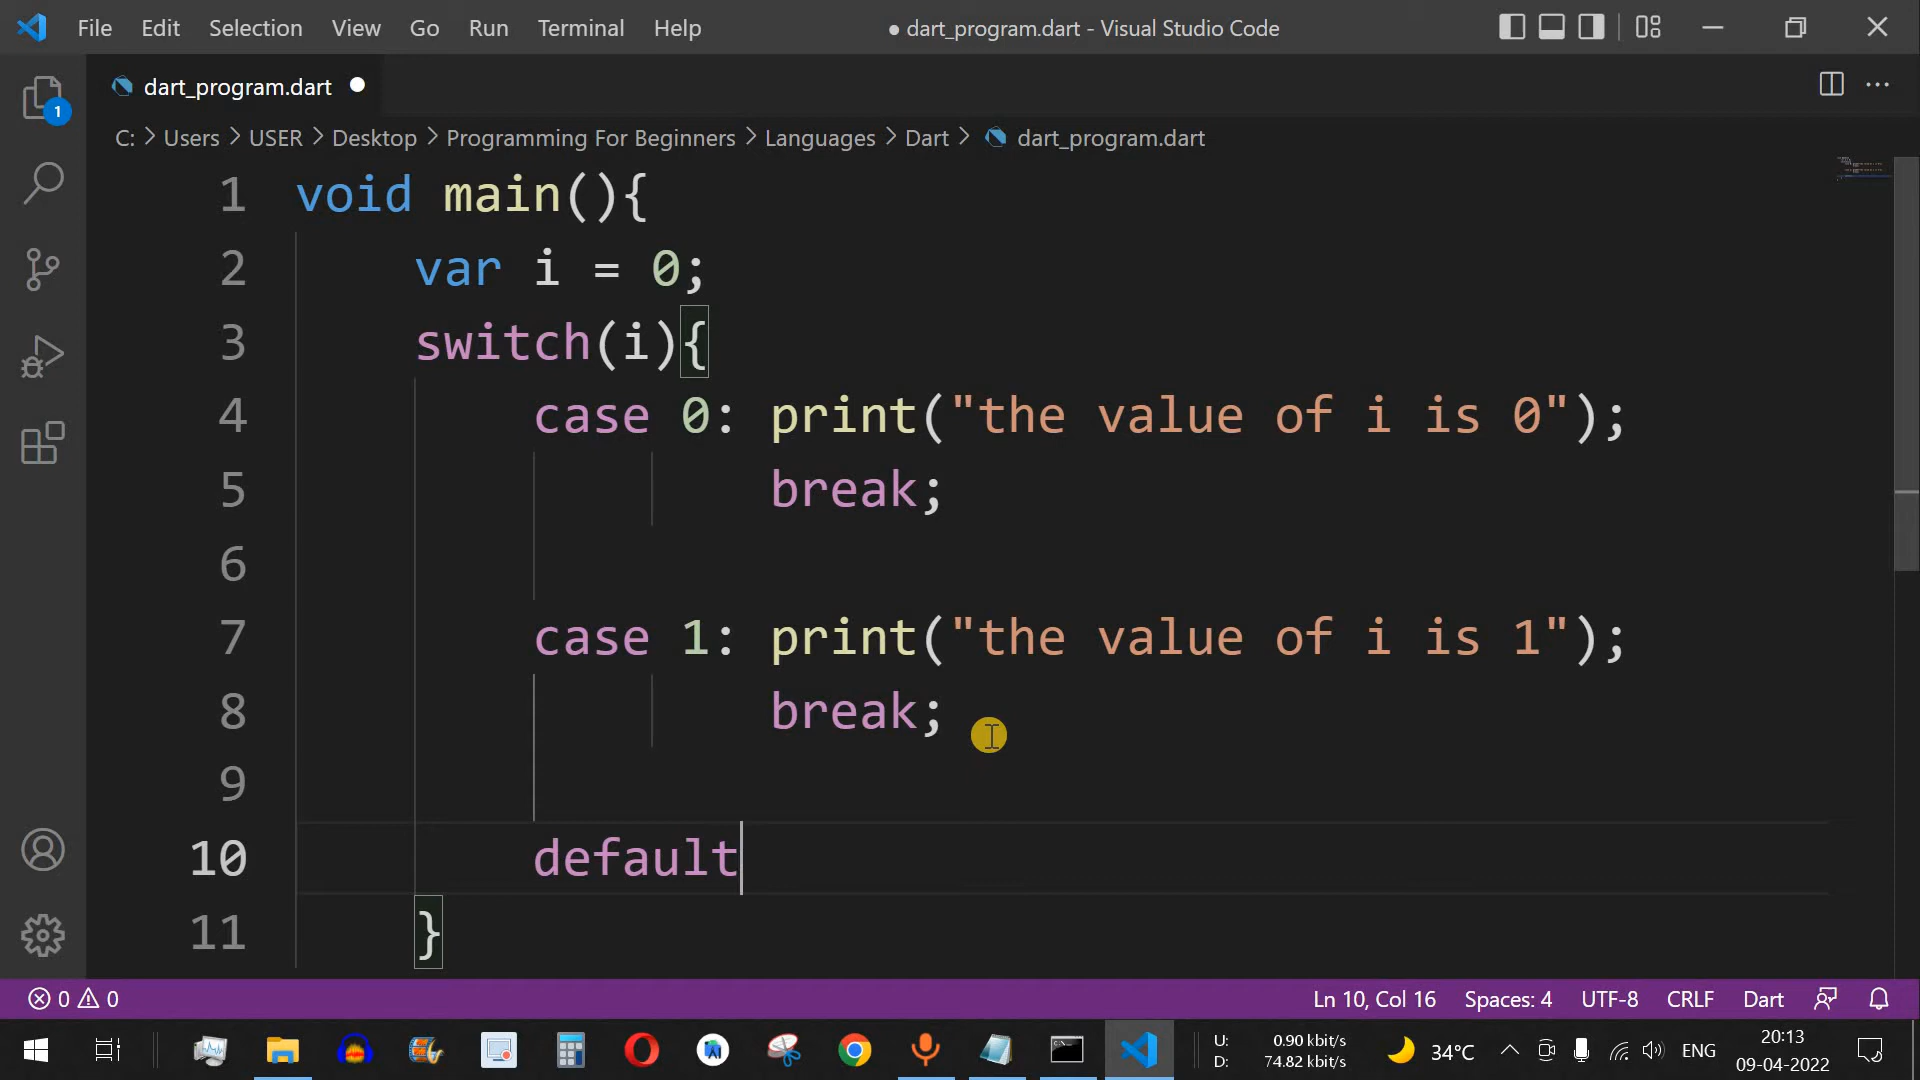 File Edit Selection View Go Run Terminal Help ● dart_program.dart - Visual Studio Code
dart_program.dart ●
1
C: > Users > USER > Desktop > Programming For Beginners > Languages > Dart > dart_program.dart
1 void main(){
2 var i = 0;
3 switch(i){
4 case 0: print("the value of i is 0");
5 break;
6
7 case 1: print("the value of i is 1");
8 break;
9
10 default
11 }
0 0 Ln 10, Col 16 Spaces: 4 UTF-8 CRLF Dart
U: 0.90 kbit/s
D: 74.82 kbit/s
34°C ENG
20:13
09-04-2022